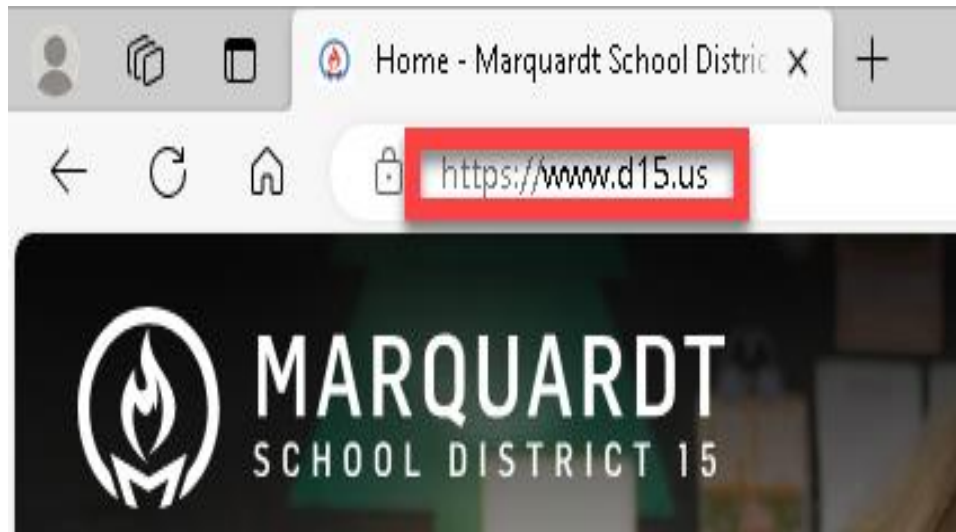 Home - Marquardt School Distric
https://www.d15.us
MARQUARDT
SCHOOL DISTRICT 15